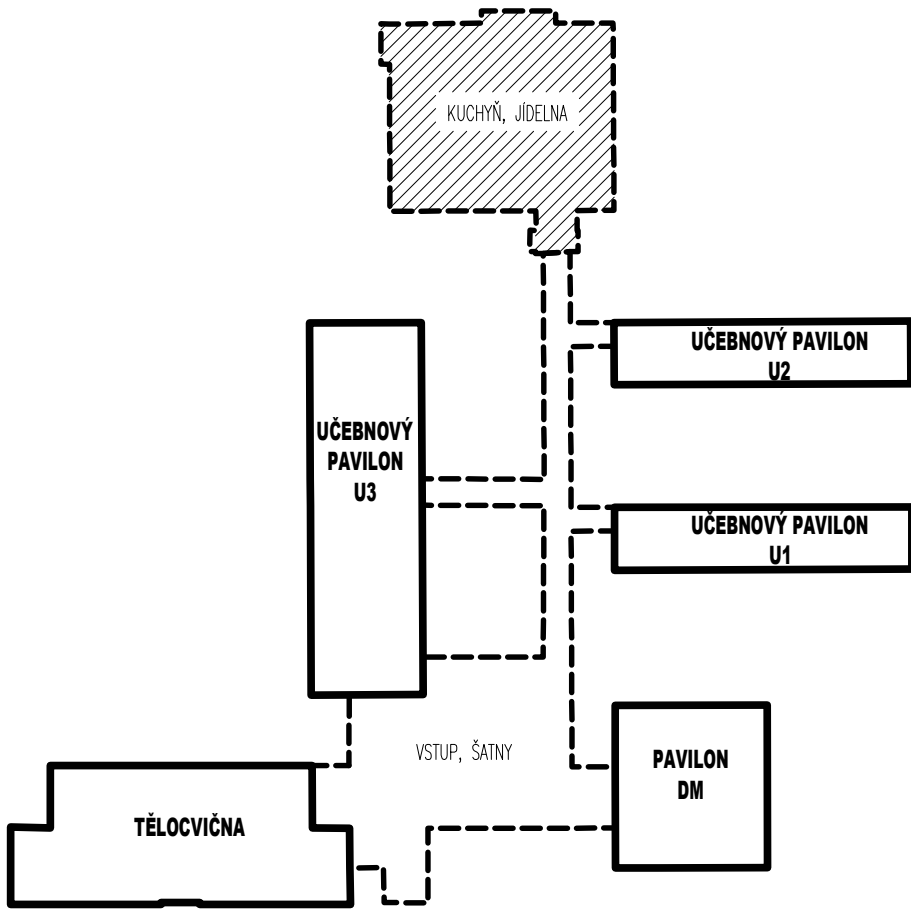 KUCHYŇ, JÍDELNA
UČEBNOVÝ PAVILON
U2
UČEBNOVÝ
PAVILON
U3
UČEBNOVÝ PAVILON
U1
VSTUP, ŠATNY
PAVILON
DM
TĚLOCVIČNA